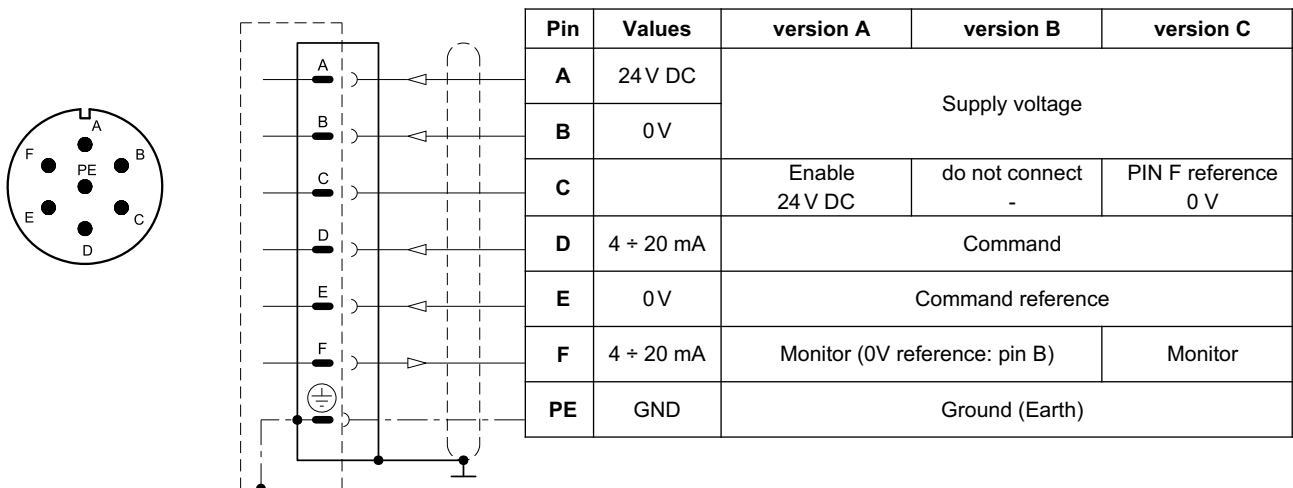 A
F
B
PE
E
C
D
A
B
C
D
E
F
Pin Values version A version B version C
A 24 V DC Supply voltage
B 0 V
C Enable do not connect PIN F reference
24 V DC - 0 V
D 4 ÷ 20 mA Command
E 0 V Command reference
F 4 ÷ 20 mA Monitor (0V reference: pin B) Monitor
PE GND Ground (Earth)